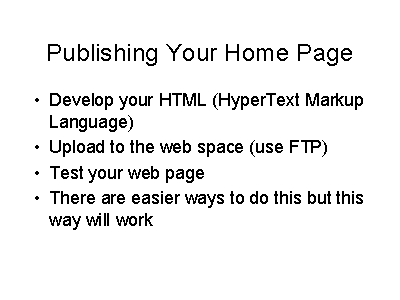 Publishing Your Home Page
• Develop your HTML (HyperText Markup
Language)
• Upload to the web space (use FTP)
• Test your web page
• There are easier ways to do this but this
way will work